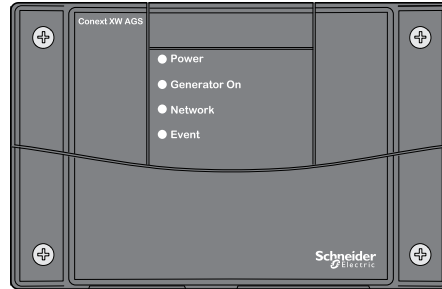 Conext XW AGS
Power
Generator On
Network
Event
Schneider
Electric